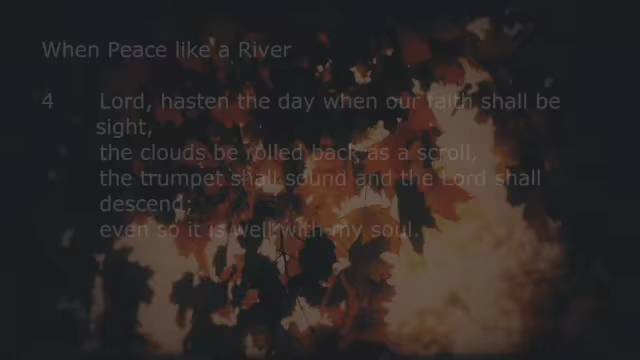 When Peace like a River
4 Lord, hasten the day when our faith shall be
sight,
the clouds be rolled back as a scroll,
the trumpet shall sound and the Lord shall
descend;
even so it is well with my soul.